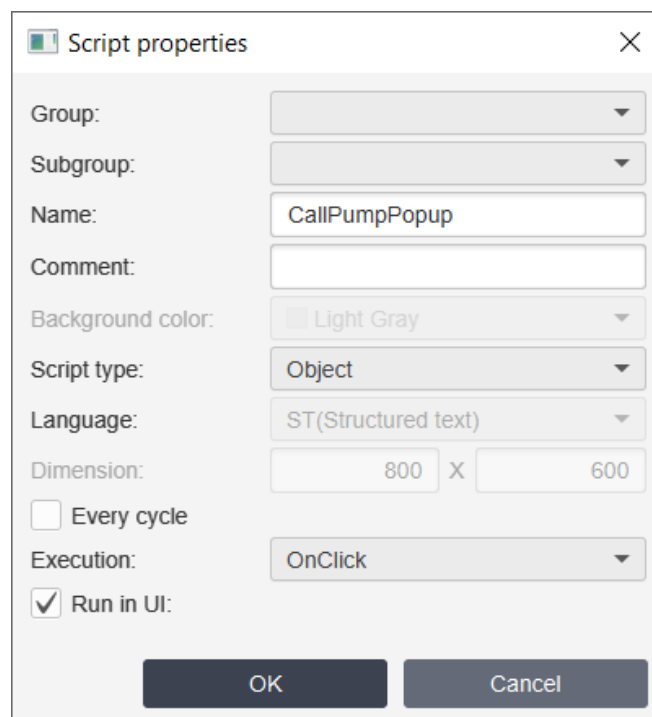 Script properties
Group:
Subgroup:
Name: CallPumpPopup
Comment:
Background color: Light Gray
Script type: Object
Language: ST(Structured text)
Dimension: 800 X 600
Every cycle
Execution: OnClick
Run in UI:
OK Cancel